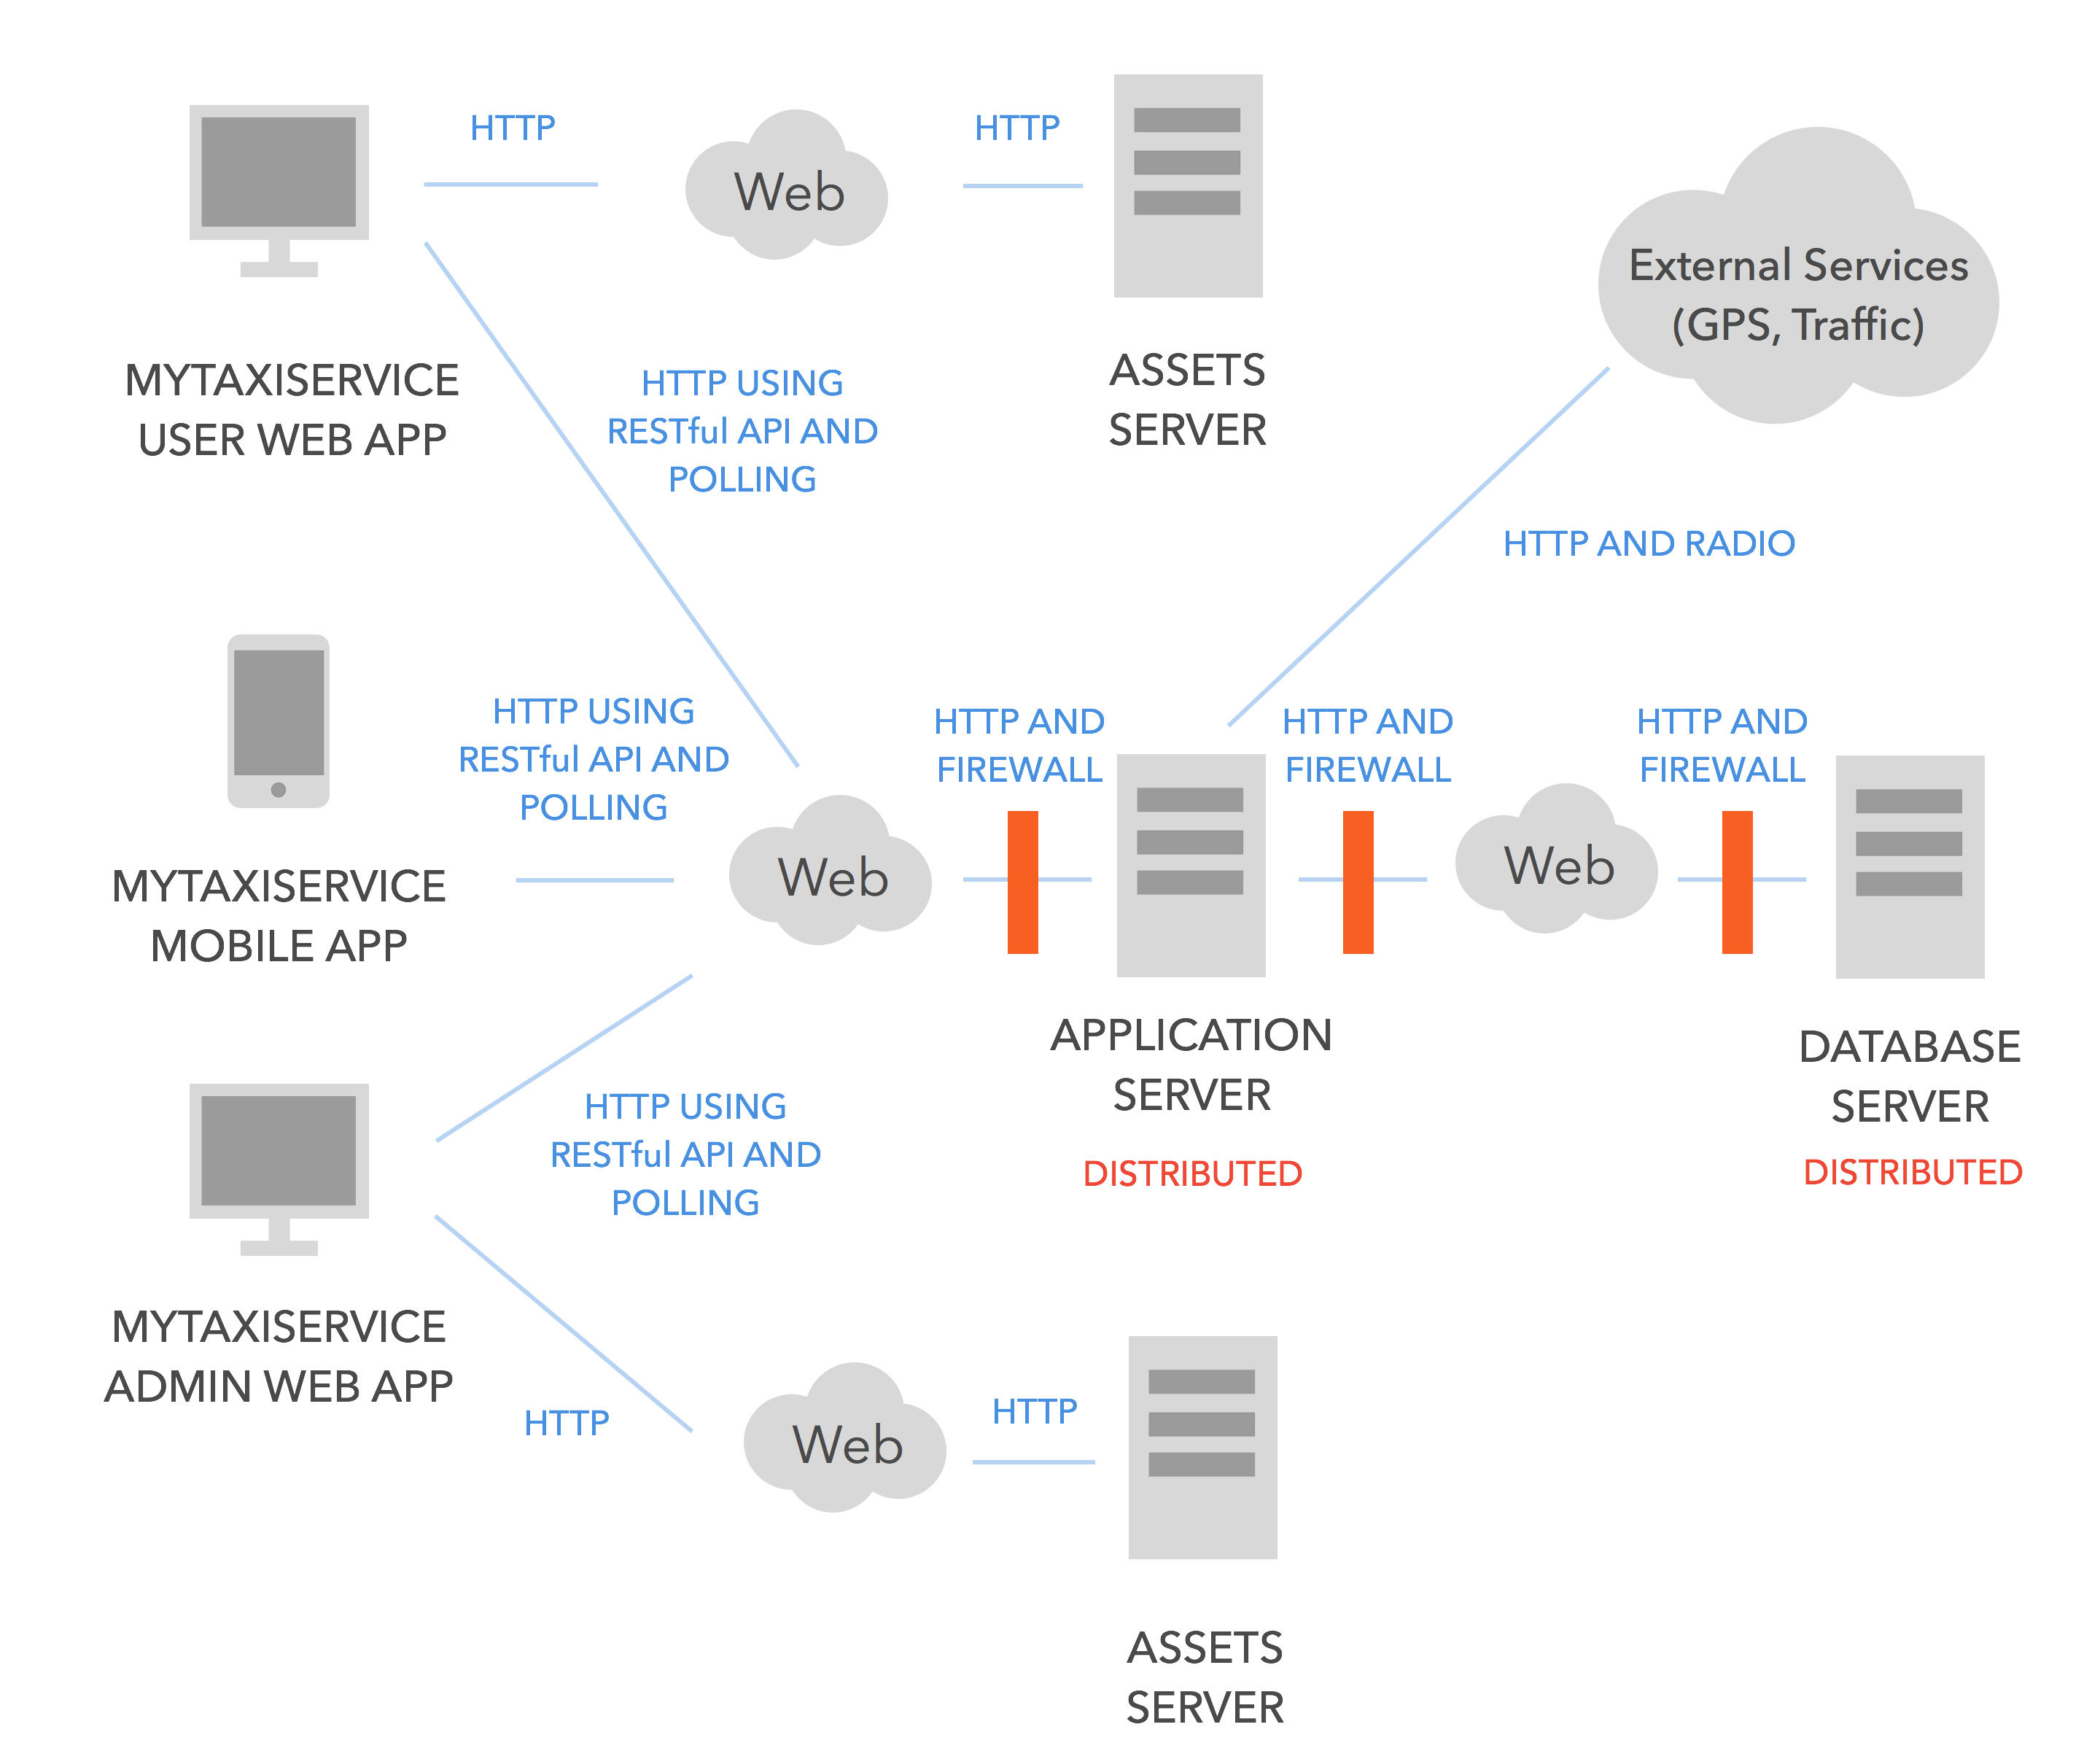 HTTP
Web
HTTP
MYTAXISERVICE
USER WEB APP
ASSETS
SERVER
External Services
(GPS, Traffic)
HTTP USING
RESTful API AND
POLLING
HTTP AND RADIO
HTTP USING
RESTful API AND
POLLING
MYTAXISERVICE
MOBILE APP
Web
HTTP AND
FIREWALL
HTTP AND
FIREWALL
Web
HTTP AND
FIREWALL
APPLICATION
SERVER
DISTRIBUTED
DATABASE
SERVER
DISTRIBUTED
HTTP USING
RESTful API AND
POLLING
MYTAXISERVICE
ADMIN WEB APP
HTTP
Web
HTTP
ASSETS
SERVER